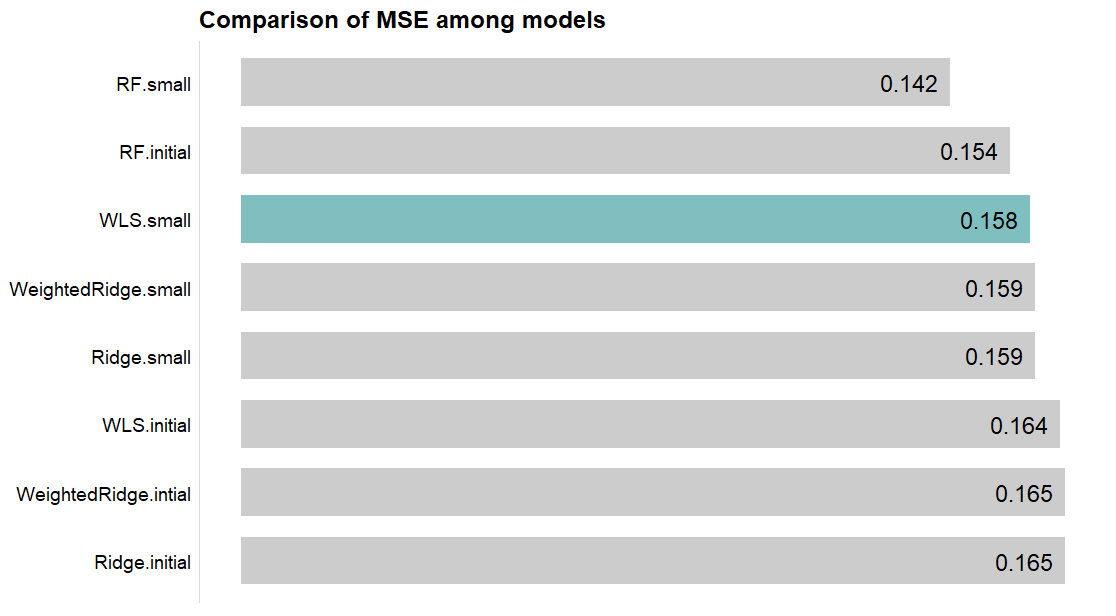 Comparison of MSE among models
RF.small 0.142
RF.initial 0.154
WLS.small 0.158
WeightedRidge.small 0.159
Ridge.small 0.159
WLS.initial 0.164
WeightedRidge.intial 0.165
Ridge.initial 0.165